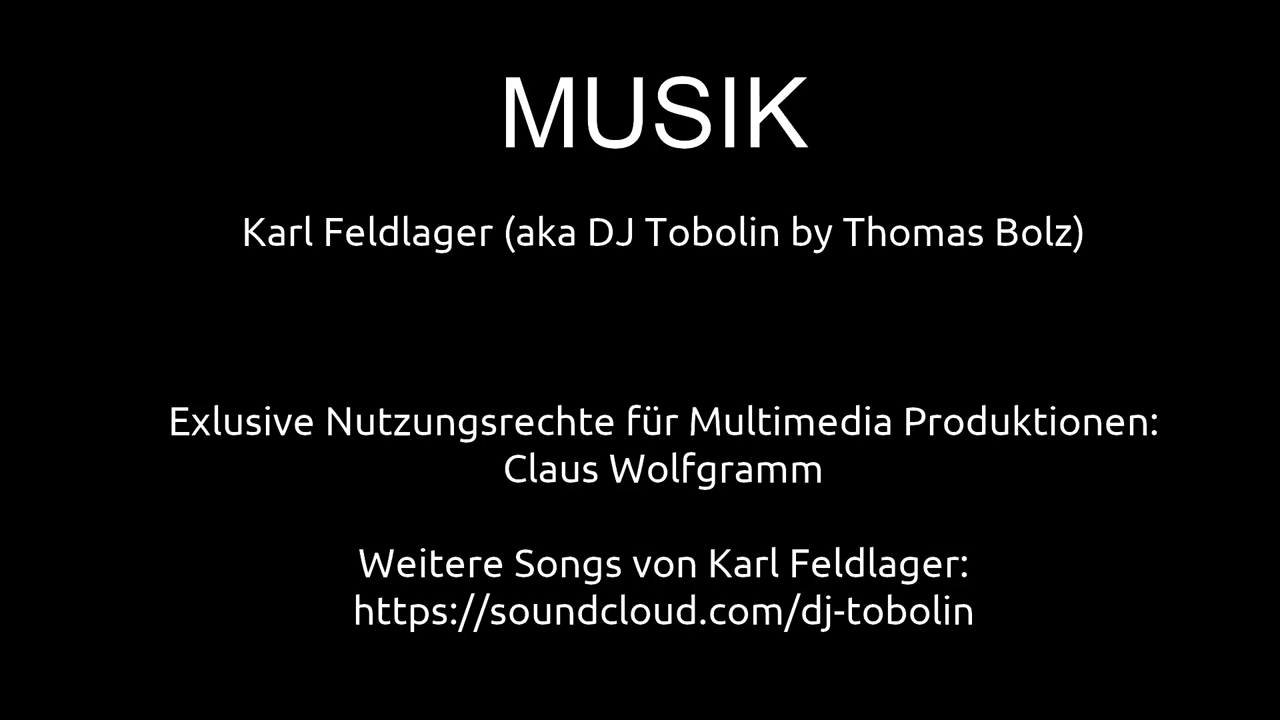 MUSIK
Karl Feldlager (aka DJ Tobolin by Thomas Bolz)
Exlusive Nutzungsrechte für Multimedia Produktionen:
Claus Wolfgramm
Weitere Songs von Karl Feldlager:
https://soundcloud.com/dj-tobolin